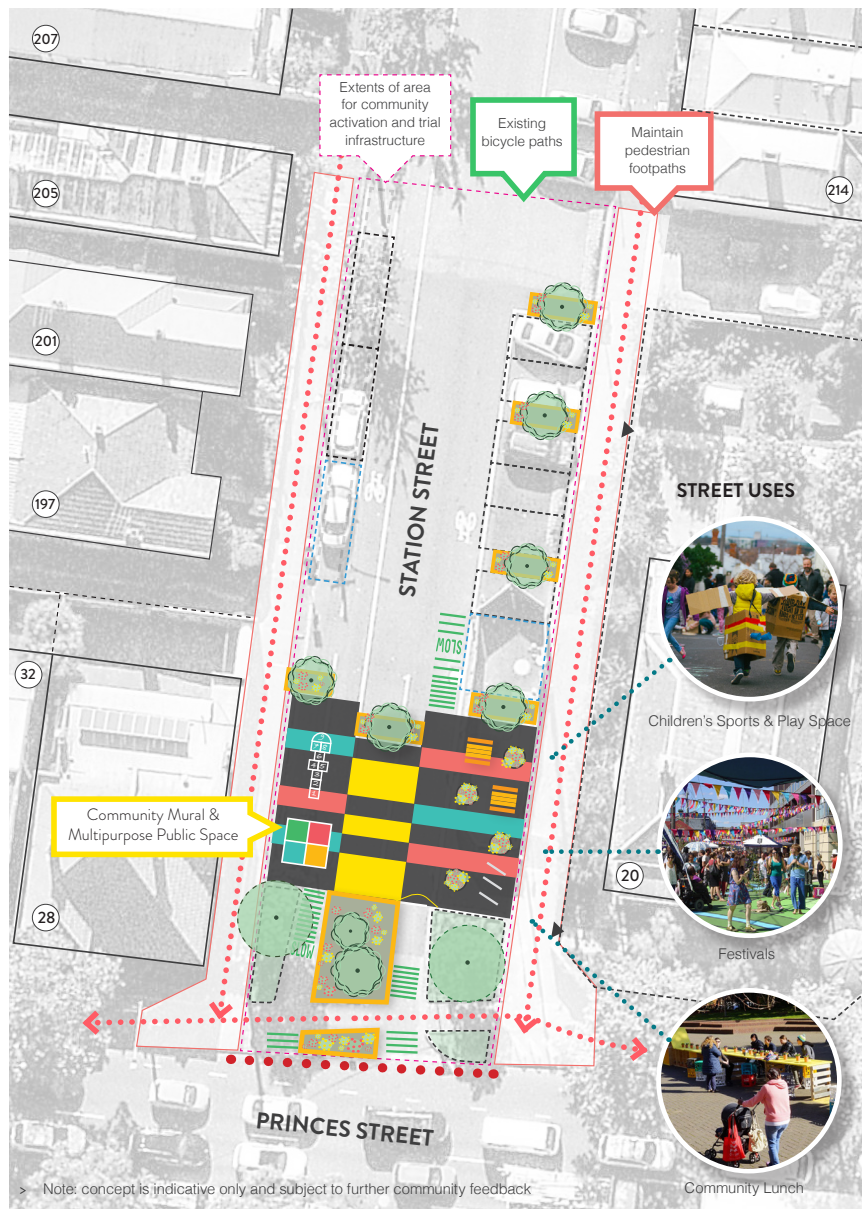 207
Extents of area
for community
activation and trial
infrastructure
Existing
bicycle paths
Maintain
pedestrian
footpaths
205
214
201
197
STATION STREET
STREET USES
SLOW
32
Children's Sports & Play Space
Community Mural &
Multipurpose Public Space
20
28
SLOW
Festivals
PRINCES STREET
Community Lunch
> Note: concept is indicative only and subject to further community feedback